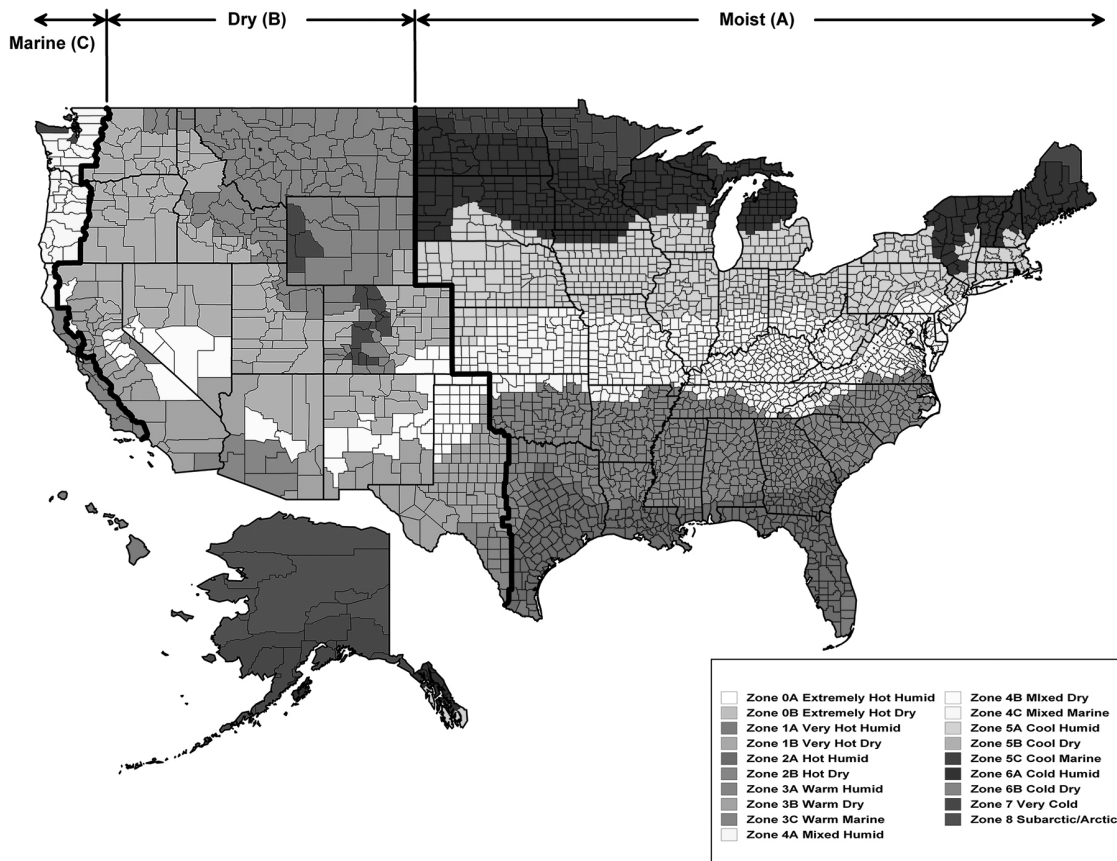 Marine (C)
Dry (B)
Moist (A)
Zone 0A Extremely Hot Humid
Zone 0B Extremely Hot Dry
Zone 1A Very Hot Humid
Zone 1B Very Hot Dry
Zone 2A Hot Humid
Zone 2B Hot Dry
Zone 3A Warm Humid
Zone 3B Warm Dry
Zone 3C Warm Marine
Zone 4A Mixed Humid
Zone 4B MIxed Dry
Zone 4C Mixed Marine
Zone 5A Cool Humid
Zone 5B Cool Dry
Zone 5C Cool Marine
Zone 6A Cold Humid
Zone 6B Cold Dry
Zone 7 Very Cold
Zone 8 Subarctic/Arctic